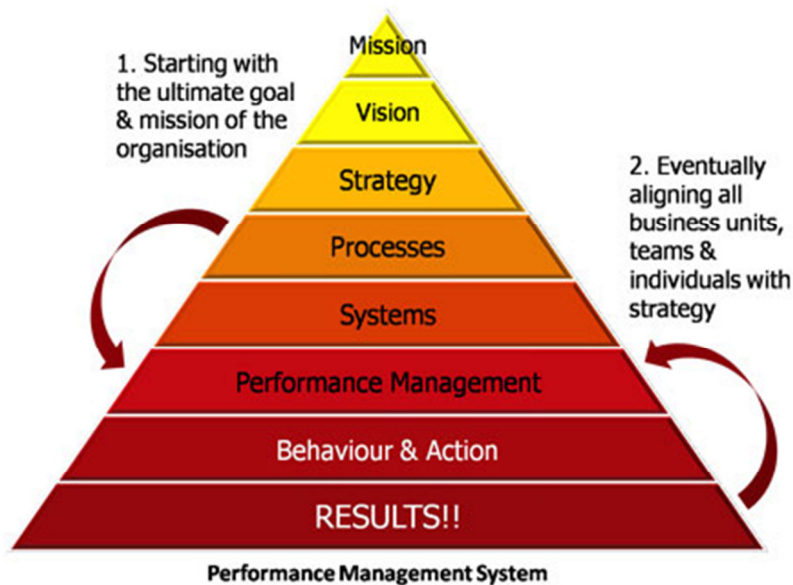 Mission
1. Starting with
the ultimate goal
& mission of the
organisation
Vision
Strategy
2. Eventually
aligning all
business units,
teams &
individuals with
strategy
Processes
Systems
Performance Management
Behaviour & Action
RESULTS!!
Performance Management System